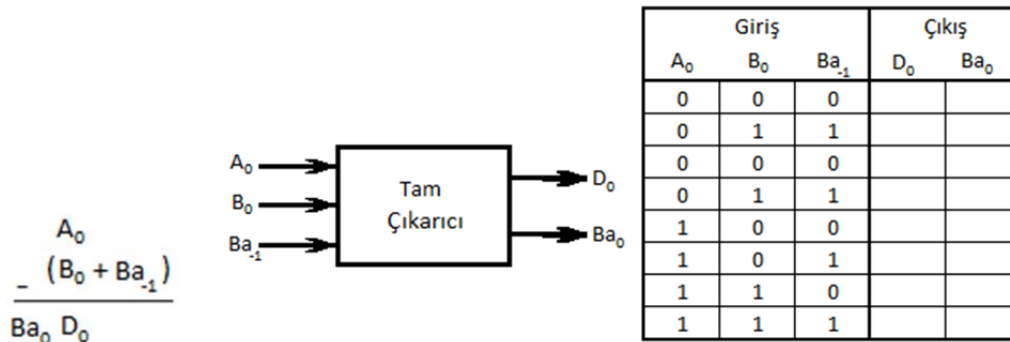 A₀
- (B₀ + Ba₋₁)
Ba₀ D₀
A₀
B₀
Ba₋₁
Tam
Çıkarıcı
D₀
Ba₀
Giriş Çıkış
A₀ B₀ Ba₋₁ D₀ Ba₀
0 0 0
0 1 1
0 0 0
0 1 1
1 0 0
1 0 1
1 1 0
1 1 1